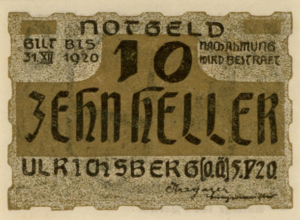 NOTGELD
GILT BIS 10 NACHAHMUNG
31.XII 1920 WIRD BESTRAFT
ZEHN HELLER
ULRICHSBERG (O.Ö.) 5.V.20.